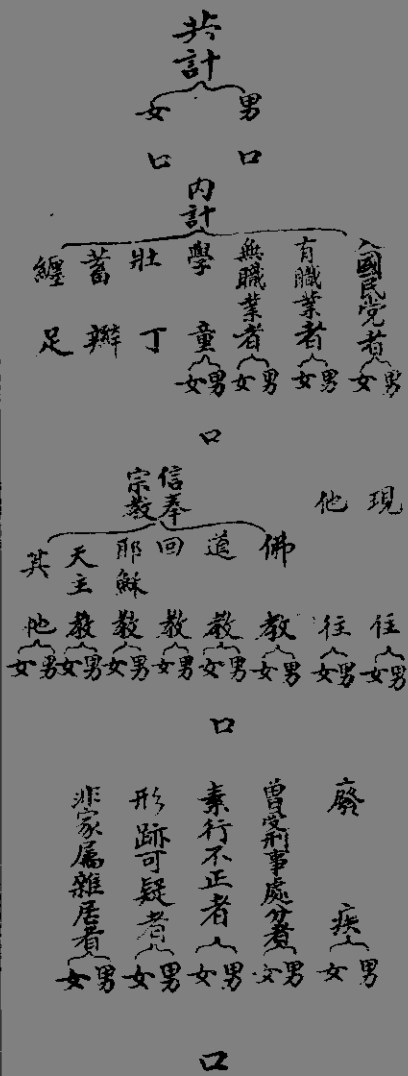 共計
男口
女口
内計
入國民党者 男女
有職業者 男女
無職業者 男女
學童 男女
壯丁
蓄辮
纏足
口
現住 男女
他往 男女
信奉宗教
佛教 男女
道教 男女
回教 男女
耶穌教 男女
天主教 男女
其他 男女
口
廢疾 男女
曾受刑事處分者 男女
素行不正者 男女
形跡可疑者 男女
非家属雜居者 男女
口